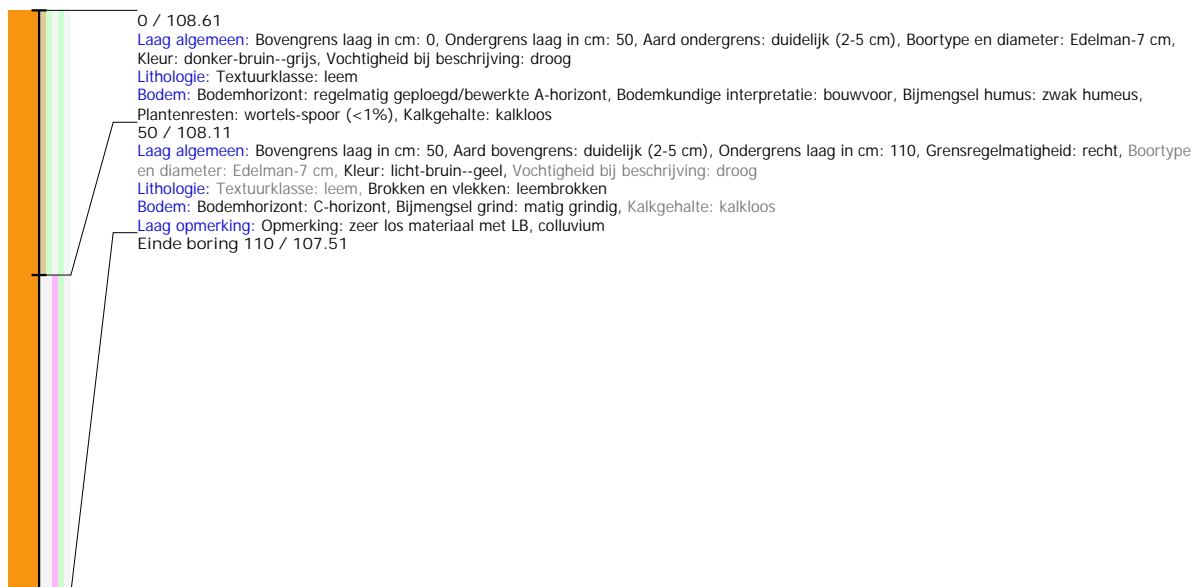 0 / 108.61
Laag algemeen: Bovengrens laag in cm: 0, Ondergrens laag in cm: 50, Aard ondergrens: duidelijk (2-5 cm), Boortype en diameter: Edelman-7 cm,
Kleur: donker-bruin--grijs, Vochtigheid bij beschrijving: droog
Lithologie: Textuurklasse: leem
Bodem: Bodemhorizont: regelmatig geploegd/bewerkte A-horizont, Bodemkundige interpretatie: bouwvoor, Bijmengsel humus: zwak humeus,
Plantenresten: wortels-spoor (<1%), Kalkgehalte: kalkloos
50 / 108.11
Laag algemeen: Bovengrens laag in cm: 50, Aard bovengrens: duidelijk (2-5 cm), Ondergrens laag in cm: 110, Grensregelmatigheid: recht, Boortype
en diameter: Edelman-7 cm, Kleur: licht-bruin--geel, Vochtigheid bij beschrijving: droog
Lithologie: Textuurklasse: leem, Brokken en vlekken: leembrokken
Bodem: Bodemhorizont: C-horizont, Bijmengsel grind: matig grindig, Kalkgehalte: kalkloos
Laag opmerking: Opmerking: zeer los materiaal met LB, colluvium
Einde boring 110 / 107.51